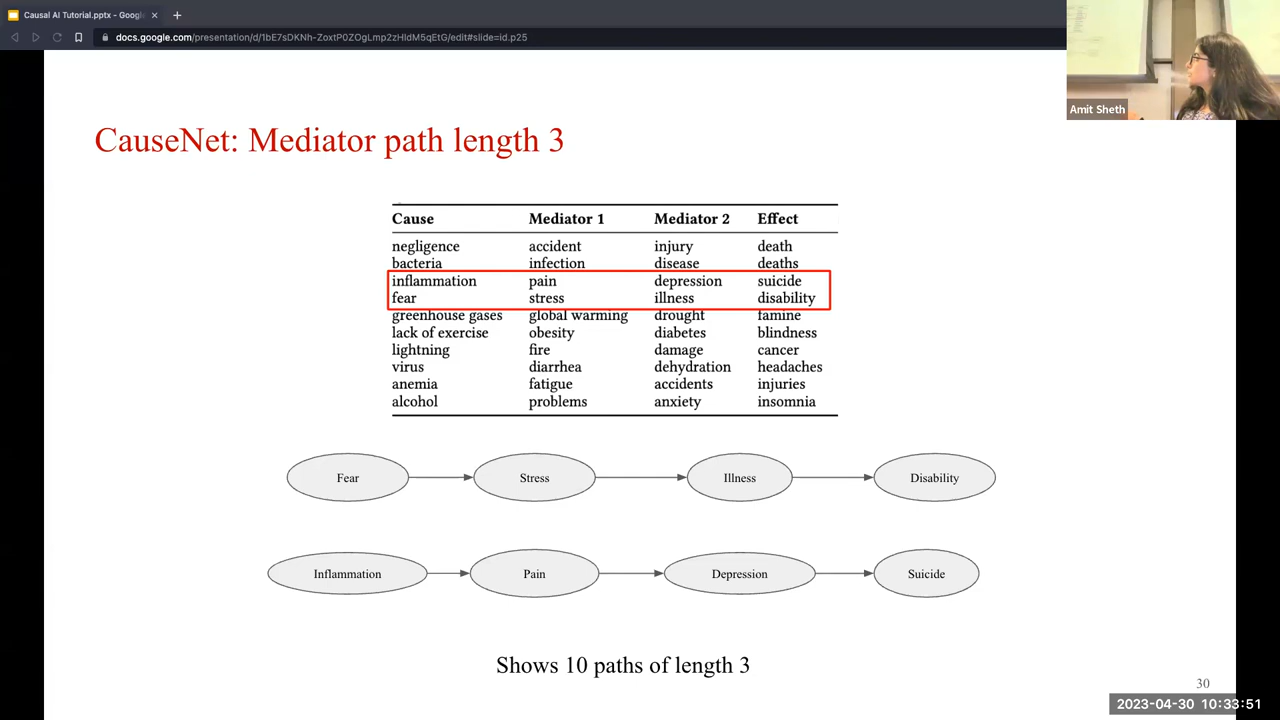 Causal AI Tutorial.pptx - Google
docs.google.com/presentation/d/1bE7sDKNh-ZoxtP0ZOgLmp2zzHldM5qEtG/edit#slide=id.p25
Amit Sheth
CauseNet: Mediator path length 3
Cause Mediator 1 Mediator 2 Effect
negligence accident injury death
bacteria infection disease deaths
inflammation pain depression suicide
fear stress illness disability
greenhouse gases global warming drought famine
lack of exercise obesity diabetes blindness
lightning fire damage cancer
virus diarrhea dehydration headaches
anemia fatigue accidents injuries
alcohol problems anxiety insomnia
Fear Stress Illness Disability
Inflammation Pain Depression Suicide
Shows 10 paths of length 3
30
2023-04-30 10:33:51